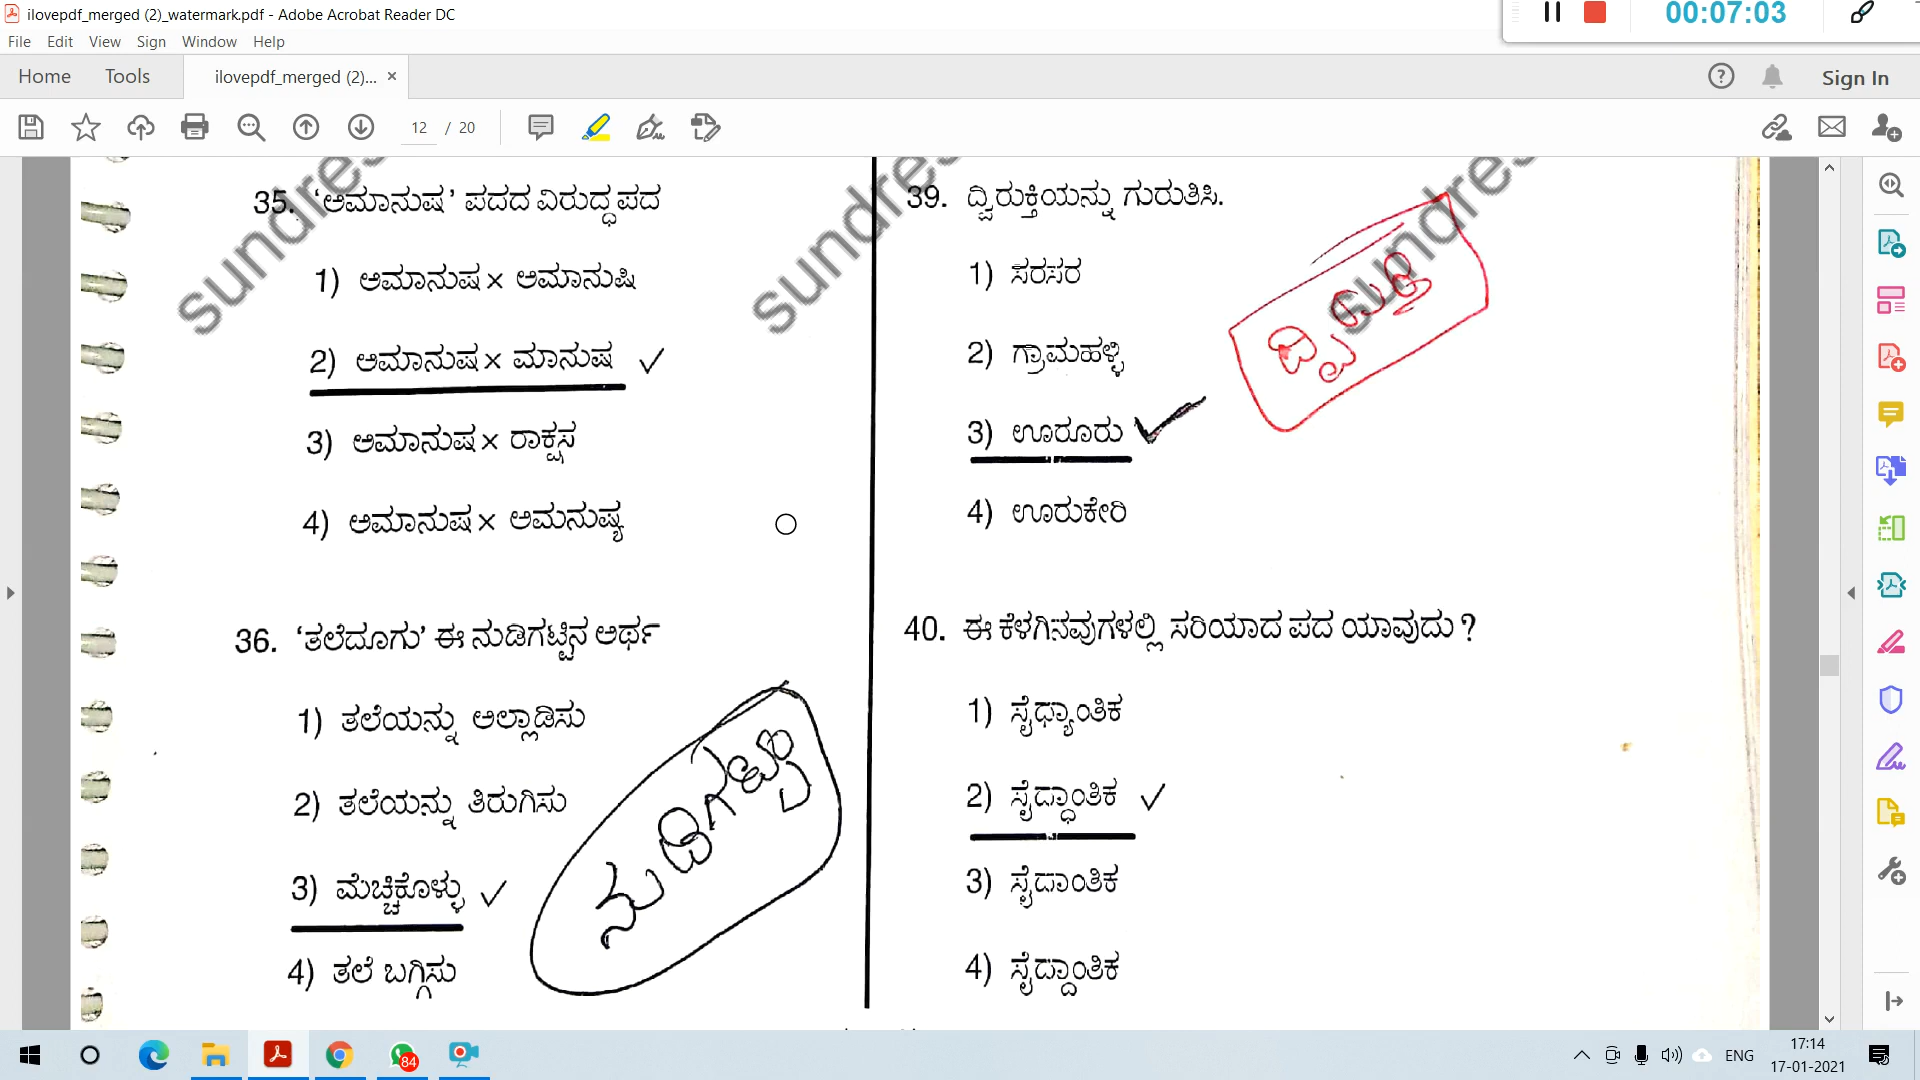 ilovepdf_merged (2)_watermark.pdf - Adobe Acrobat Reader DC
00:07:03
File Edit View Sign Window Help
Home Tools ilovepdf_merged (2)... ×
Sign In
12 / 20
sundres
sundres
sundres
35. ‘ಅಮಾನುಷ’ ಪದದ ವಿರುದ್ಧ ಪದ
1) ಅಮಾನುಷ × ಅಮಾನುಷಿ
2) ಅಮಾನುಷ × ಮಾನುಷ ✓
3) ಅಮಾನುಷ × ರಾಕ್ಷಸ
4) ಅಮಾನುಷ × ಅಮನುಷ್ಯ
36. ‘ತಲೆದೂಗು’ ಈ ನುಡಿಗಟ್ಟಿನ ಅರ್ಥ
1) ತಲೆಯನ್ನು ಅಲ್ಲಾಡಿಸು
2) ತಲೆಯನ್ನು ತಿರುಗಿಸು
3) ಮೆಚ್ಚಿಕೊಳ್ಳು ✓
4) ತಲೆ ಬಗ್ಗಿಸು
39. ದ್ವಿರುಕ್ತಿಯನ್ನು ಗುರುತಿಸಿ.
1) ಸರಸರ
2) ಗ್ರಾಮಹಳ್ಳಿ
3) ಊರೂರು ✓
4) ಊರುಕೇರಿ
ದ್ವಿರುಕ್ತಿ
40. ಈ ಕೆಳಗಿನವುಗಳಲ್ಲಿ ಸರಿಯಾದ ಪದ ಯಾವುದು ?
1) ಸೈಧ್ಯಾಂತಿಕ
2) ಸೈದ್ಧಾಂತಿಕ ✓
3) ಸೈದಾಂತಿಕ
4) ಸೈದ್ದಾಂತಿಕ
84
ENG
17:14
17-01-2021